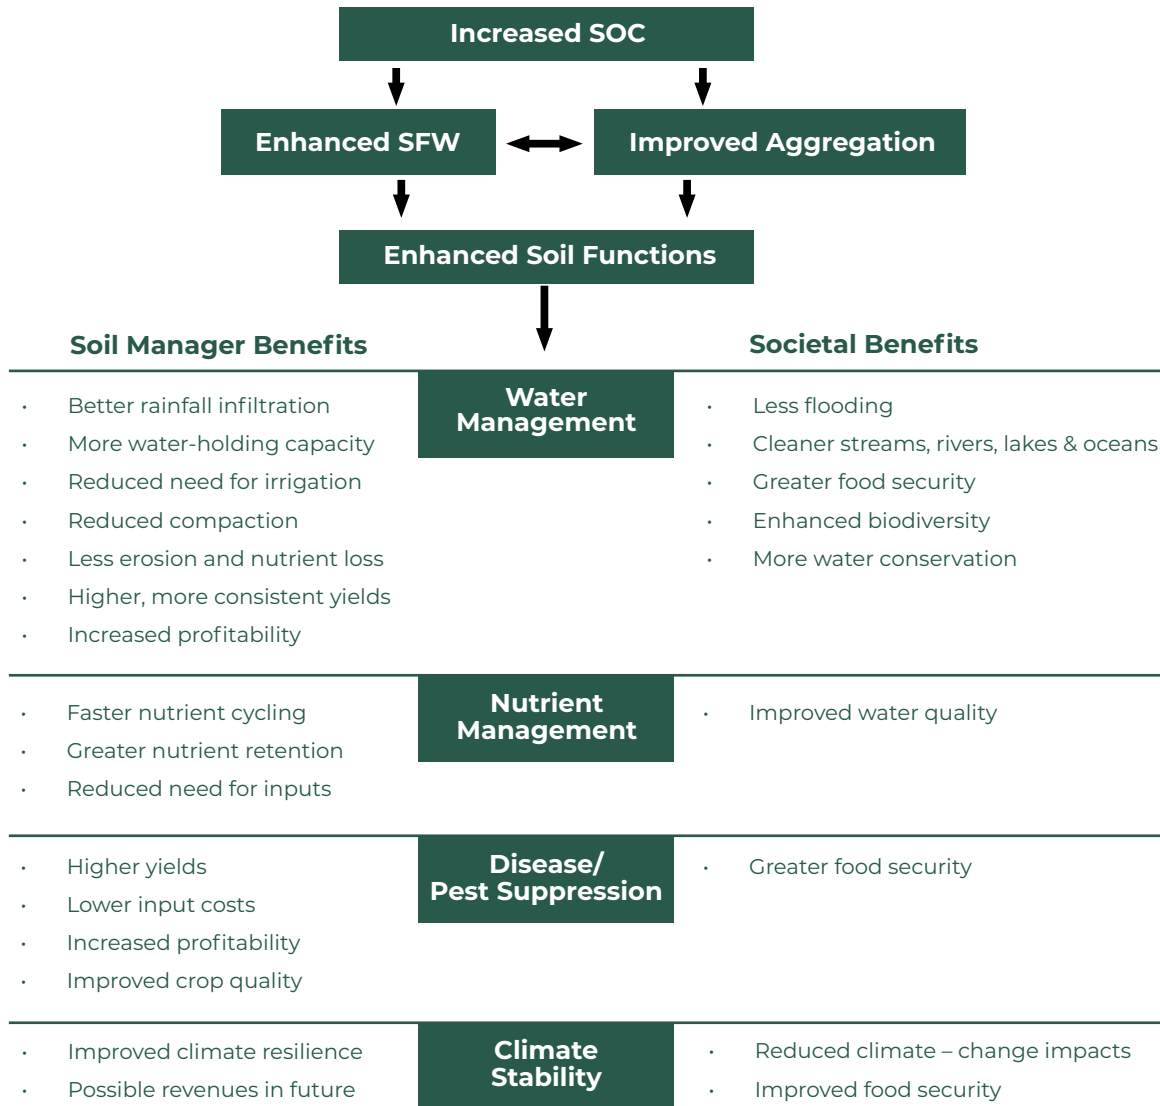 Increased SOC
Enhanced SFW
Improved Aggregation
Enhanced Soil Functions
Soil Manager Benefits
Societal Benefits
Water
Management
· Better rainfall infiltration
· More water-holding capacity
· Reduced need for irrigation
· Reduced compaction
· Less erosion and nutrient loss
· Higher, more consistent yields
· Increased profitability
· Less flooding
· Cleaner streams, rivers, lakes & oceans
· Greater food security
· Enhanced biodiversity
· More water conservation
Nutrient
Management
· Faster nutrient cycling
· Greater nutrient retention
· Reduced need for inputs
· Improved water quality
Disease/
Pest Suppression
· Higher yields
· Lower input costs
· Increased profitability
· Improved crop quality
· Greater food security
Climate
Stability
· Improved climate resilience
· Possible revenues in future
· Reduced climate – change impacts
· Improved food security